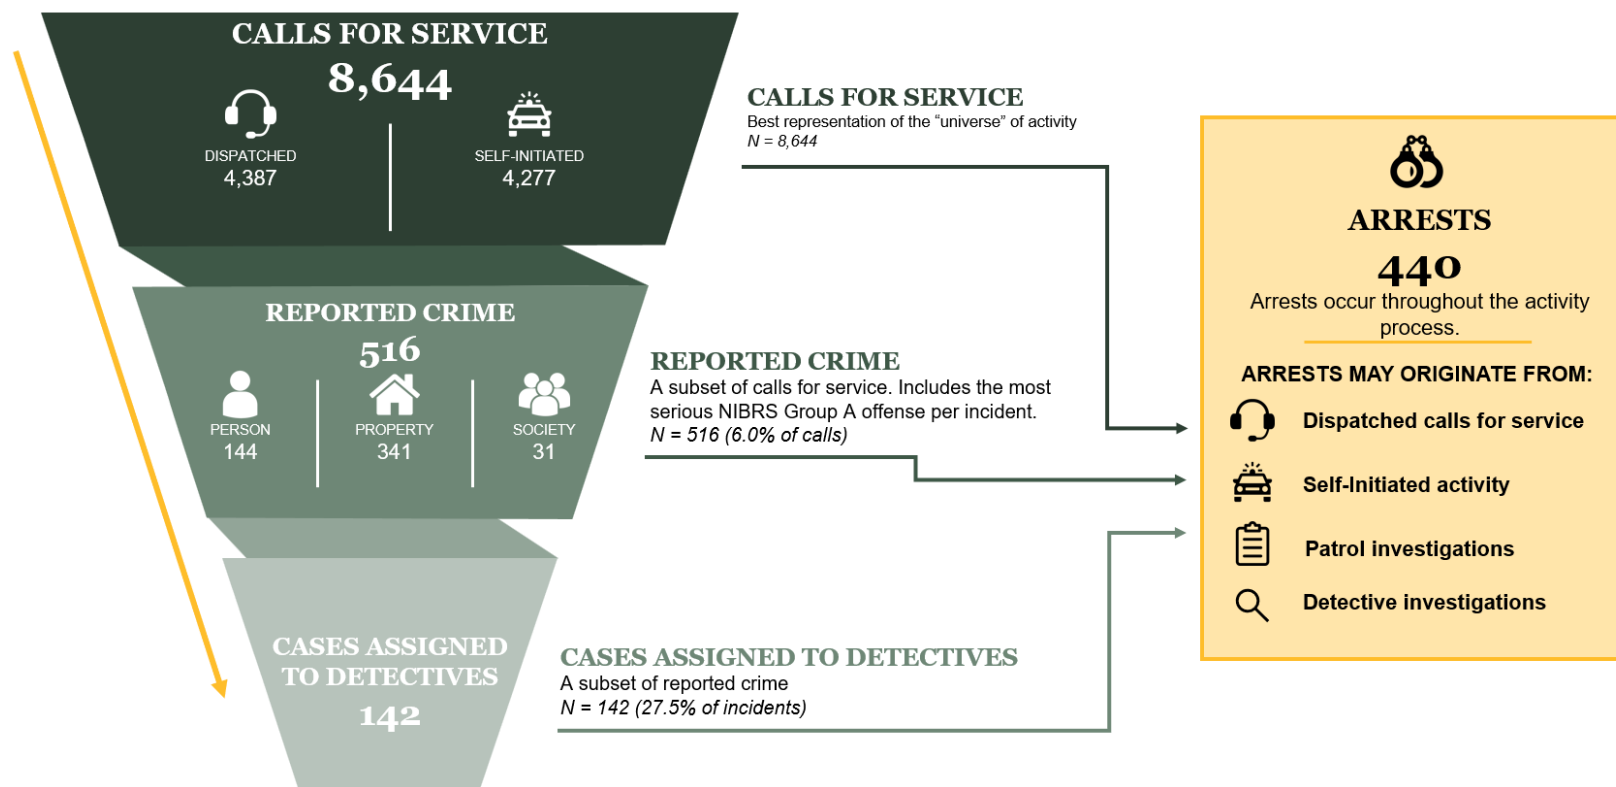 CALLS FOR SERVICE
8,644
DISPATCHED
4,387
SELF-INITIATED
4,277
REPORTED CRIME
516
PERSON
144
PROPERTY
341
SOCIETY
31
CASES ASSIGNED
TO DETECTIVES
142
CALLS FOR SERVICE
Best representation of the “universe” of activity
N = 8,644
REPORTED CRIME
A subset of calls for service. Includes the most
serious NIBRS Group A offense per incident.
N = 516 (6.0% of calls)
CASES ASSIGNED TO DETECTIVES
A subset of reported crime
N = 142 (27.5% of incidents)
ARRESTS
440
Arrests occur throughout the activity
process.
ARRESTS MAY ORIGINATE FROM:
Dispatched calls for service
Self-Initiated activity
Patrol investigations
Detective investigations